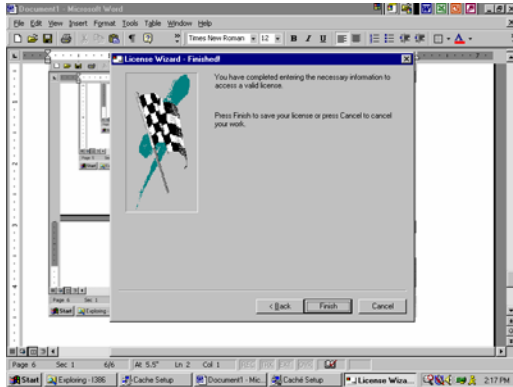 Document1 - Microsoft Word
File Edit View Insert Format Tools Table Window Help
Times New Roman 12 B I U
License Wizard - Finished!
You have completed entering the necessary information to
access a valid license.
Press Finish to save your license or press Cancel to cancel
your work.
< Back Finish Cancel
Page 6 Sec 1
Start Exploring
Page 6 Sec 1 6/6 At 5.5" Ln 2 Col 1
Start Exploring - I386 Cache Setup Document1 - Mic... Caché Setup License Wiza... 2:17 PM